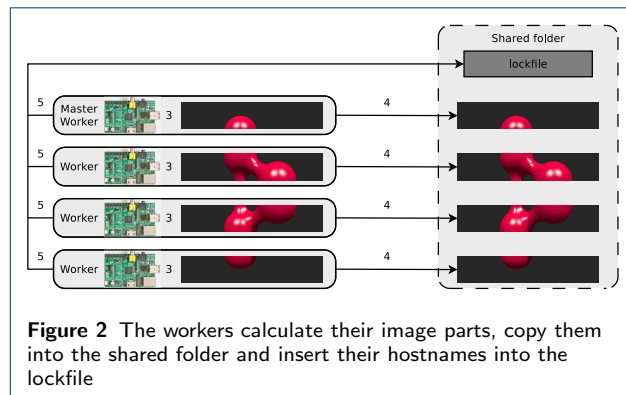 Shared folder
lockfile
5 Master Worker 3 4
5 Worker 3 4
5 Worker 3 4
5 Worker 3 4
Figure 2 The workers calculate their image parts, copy them
into the shared folder and insert their hostnames into the
lockfile